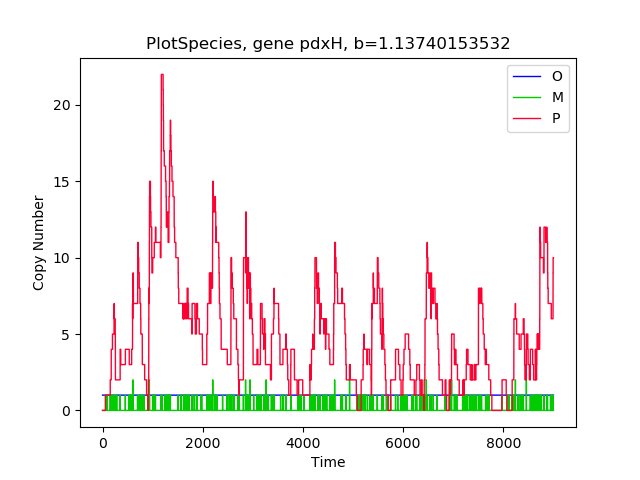 PlotSpecies, gene pdxH, b=1.13740153532
O
M
P
20
15
10
5
0
Copy Number
0 2000 4000 6000 8000
Time